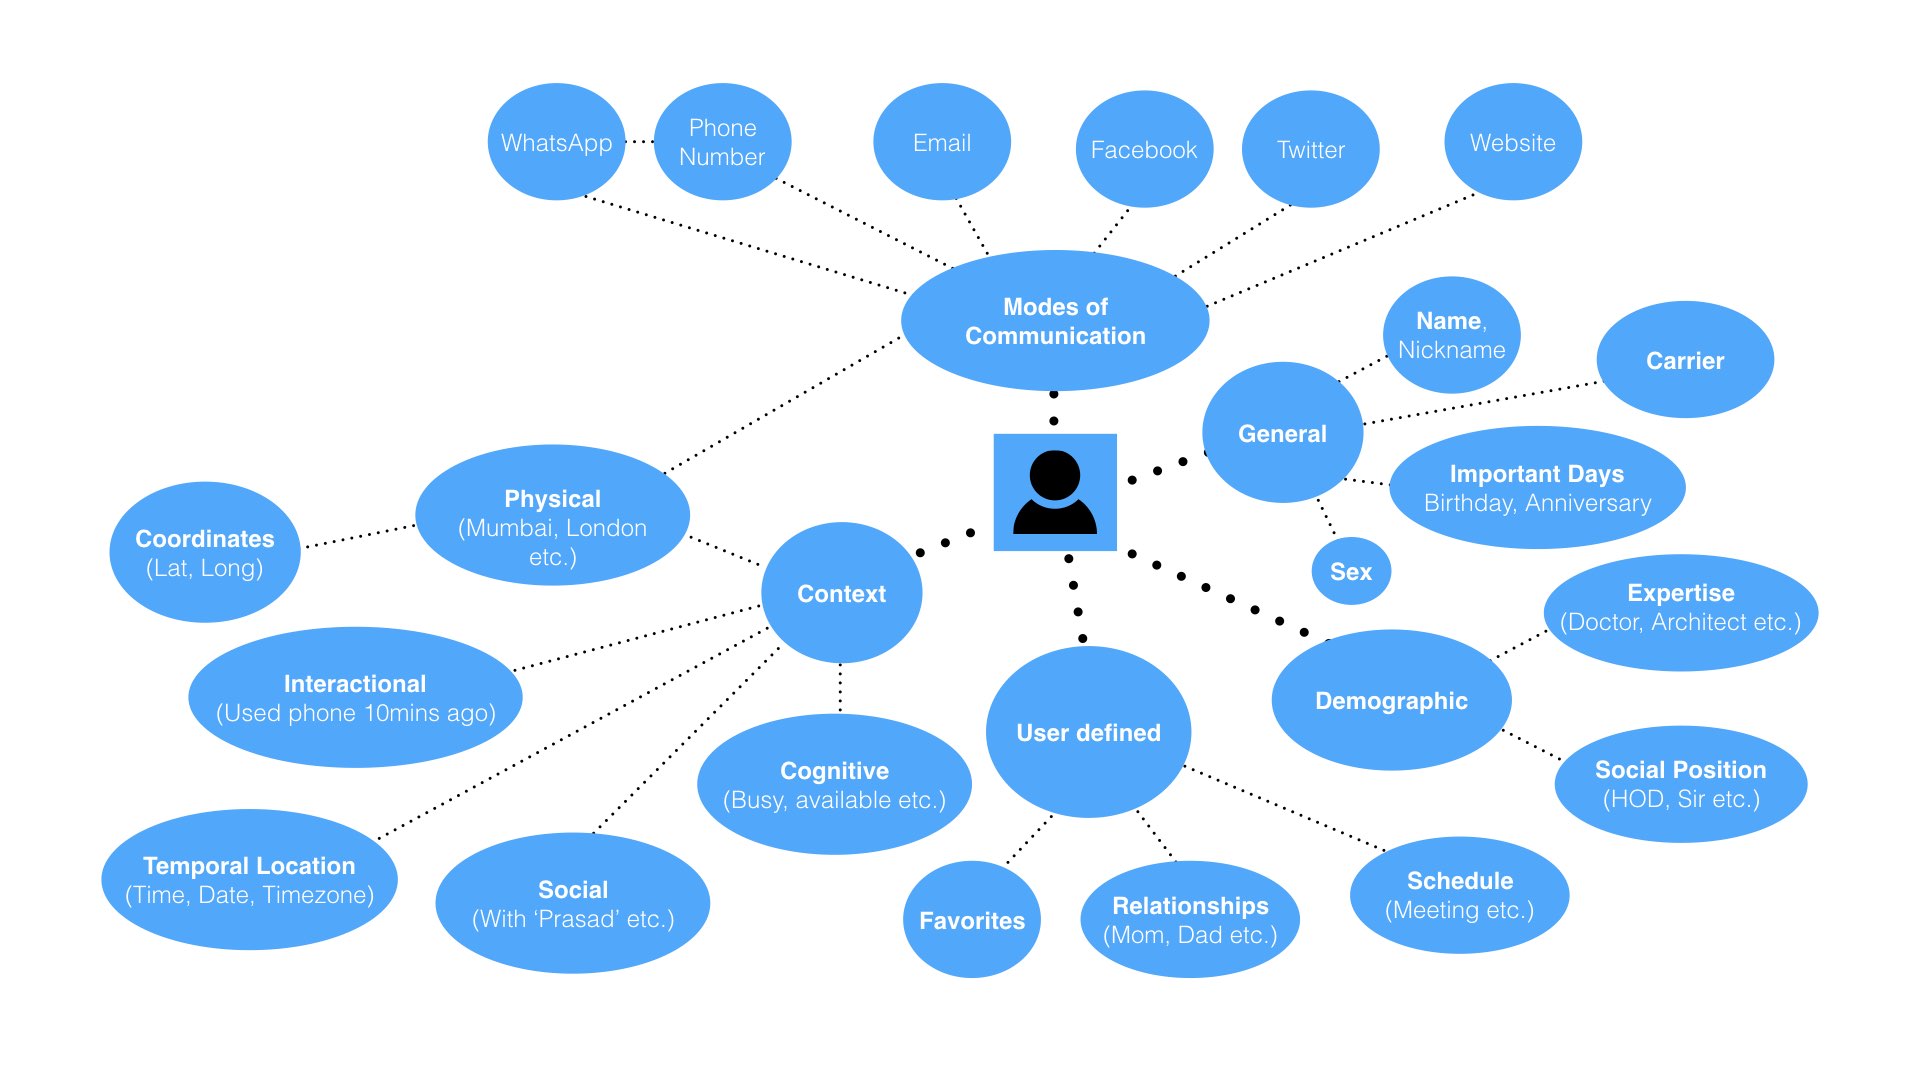 WhatsApp
Phone
Number
Email
Facebook
Twitter
Website
Modes of
Communication
Name,
Nickname
Carrier
General
Important Days
Birthday, Anniversary
Sex
Physical
(Mumbai, London
etc.)
Coordinates
(Lat, Long)
Context
Interactional
(Used phone 10mins ago)
Temporal Location
(Time, Date, Timezone)
Social
(With ‘Prasad’ etc.)
Cognitive
(Busy, available etc.)
User defined
Favorites
Relationships
(Mom, Dad etc.)
Schedule
(Meeting etc.)
Demographic
Expertise
(Doctor, Architect etc.)
Social Position
(HOD, Sir etc.)